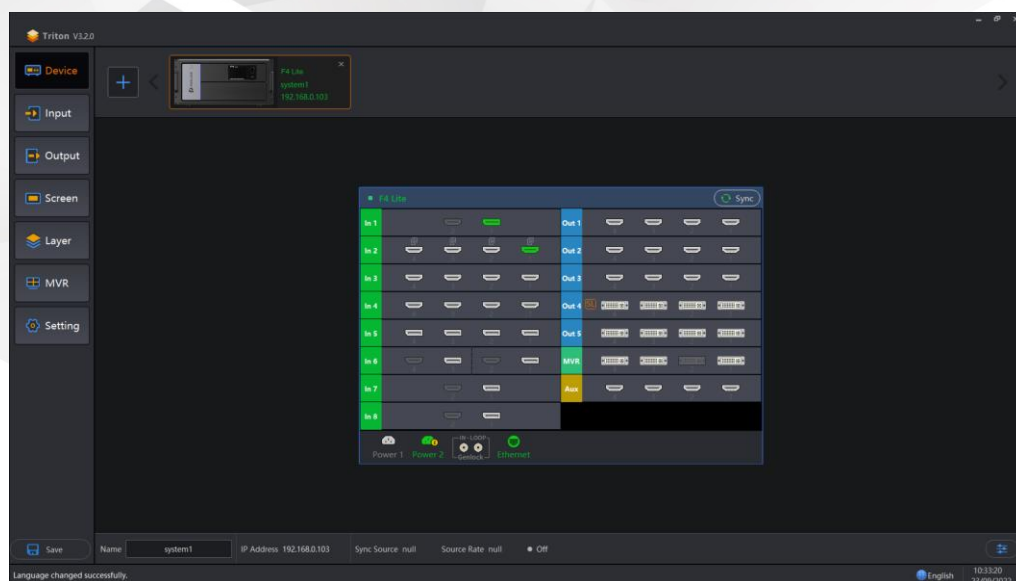 Triton V3.2.0
Device
F4 Lite
system1
192.168.0.103
Input
Output
Screen
Layer
MVR
Setting
F4 Lite
Sync
In 1
Out 1
In 2
Out 2
In 3
Out 3
In 4
Out 4
In 5
Out 5
In 6
MVR
In 7
Aux
In 8
IN - LOOP
Genlock
Power 1
Power 2
Ethernet
Save
Name
system1
IP Address 192.168.0.103
Sync Source null
Source Rate null
Off
Language changed successfully.
English
10:33:20